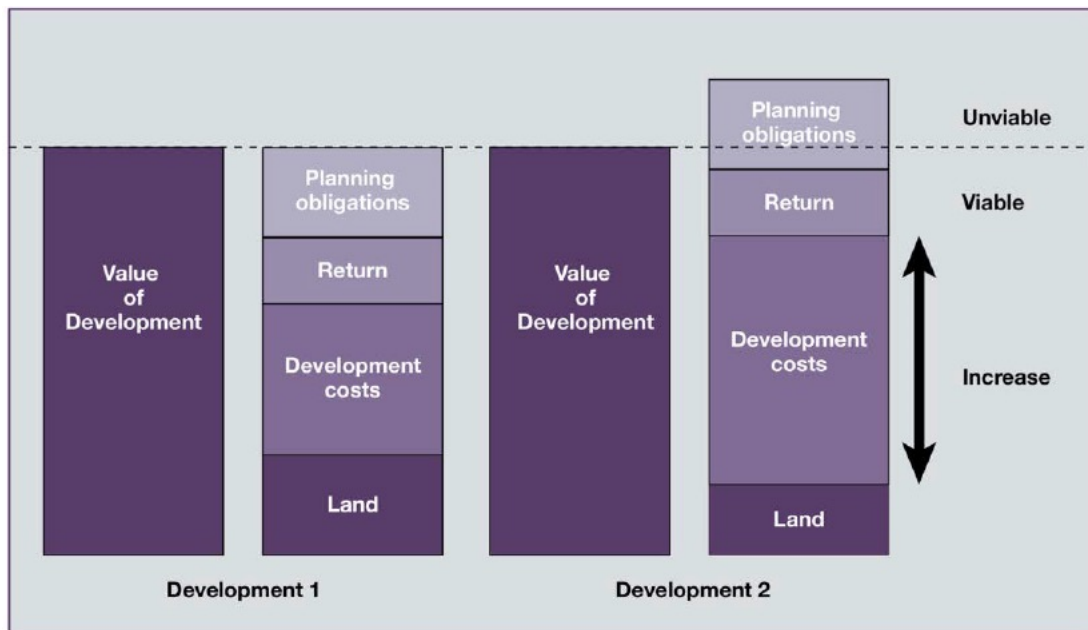 Planning
obligations
Unviable
Planning
obligations
Return
Viable
Value
of
Development
Return
Value
of
Development
Development
costs
Development
costs
Increase
Land
Land
Development 1
Development 2